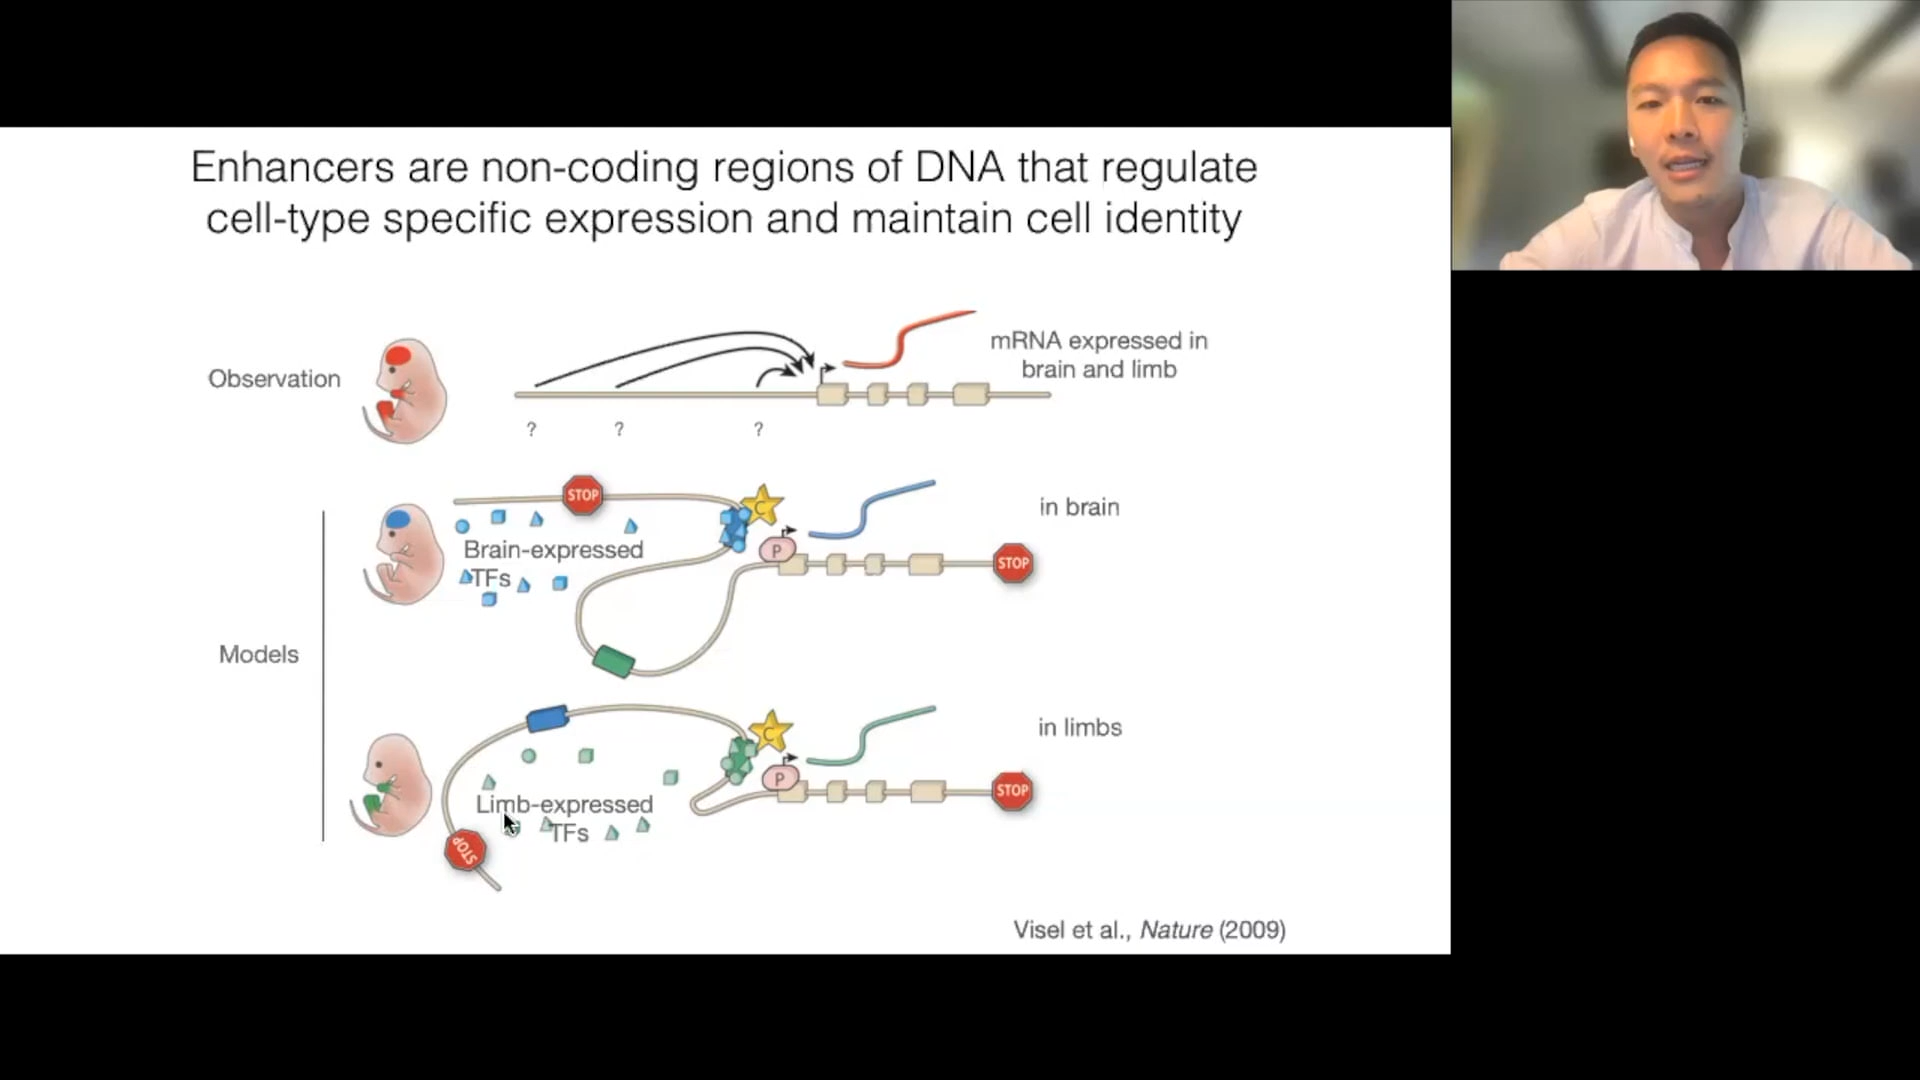 Enhancers are non-coding regions of DNA that regulate
cell-type specific expression and maintain cell identity
Observation
mRNA expressed in
brain and limb
?
?
?
STOP
C
in brain
Brain-expressed
TFs
P
STOP
Models
C
in limbs
P
STOP
Limb-expressed
TFs
STOP
Visel et al., Nature (2009)